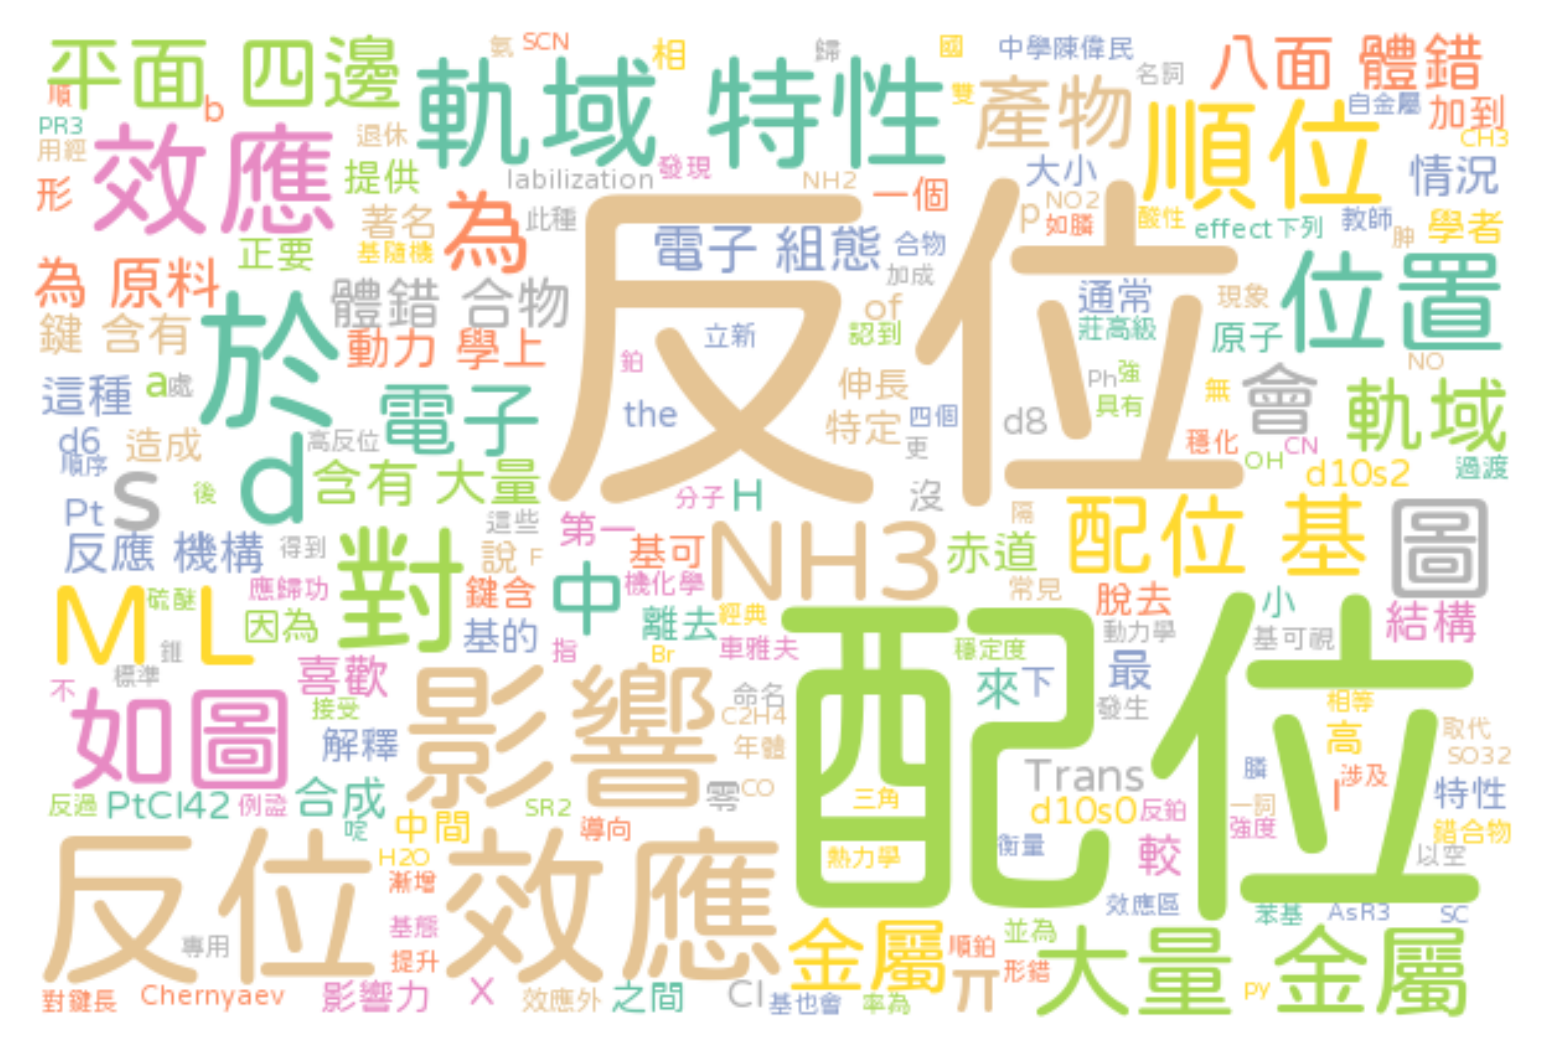 平面 四邊
氨
SCN
相
歸
國
中學陳偉民
八面 體錯
順
b
軌域 特性
雙
產物
名詞
自金屬
加到
PR3
用經
效應
退休
提供
labilization
發現
NH2
一個
大小
順位
CH3
情況
形
著名
為
此種
p
NO2
如膦
酸性
effect
下列
教師
胂
學者
正要
基隨機
反位
電子 組態
合物
加成
為 原料
體錯 合物
of
通常
現象
位置
鍵 含有
於
動力 學上
鉑
立新
認到
莊高級
原子
NO
這種
a
處
電子
the
伸長
特定
四個
更
Ph
強
具有
d8
無
會
軌域
d6
順序
造成
高反位
穩化
CN
OH
d10s2
過渡
S
d
含有 大量
後
分子
H
沒
Pt
這些
第一
隔
配位 基
圖
反應 機構
得到
對
說
F
基可
NH3
赤道
常見
ML
硫醚
應歸功
因為
鍵含
中
機化學
離去
經典
脫去
小
結構
基的
動力學
基可視
標準
喜歡
指
Br
車雅夫
穩定度
不
如圖
接受
影響
命名
C2H4
配位
來
下
最
發生
相等
高
取代
SO32
解釋
年體
Trans
膦
涉及
I
特性
反過
PtCl42
例證
合成
啶
中間
SR2
導向
零
CO
三角
d10s0
反鉑
一詞
強度
錯合物
反位 效應
H2O
漸增
熱力學
衡量
較
以空
專用
基態
提升
效應區
苯基
AsR3
SC
金屬
順鉑
並為
形錯
大量 金屬
對鍵長
Chernyaev
影響力
X
效應外
之間
Cl
基也會
π
率為
py